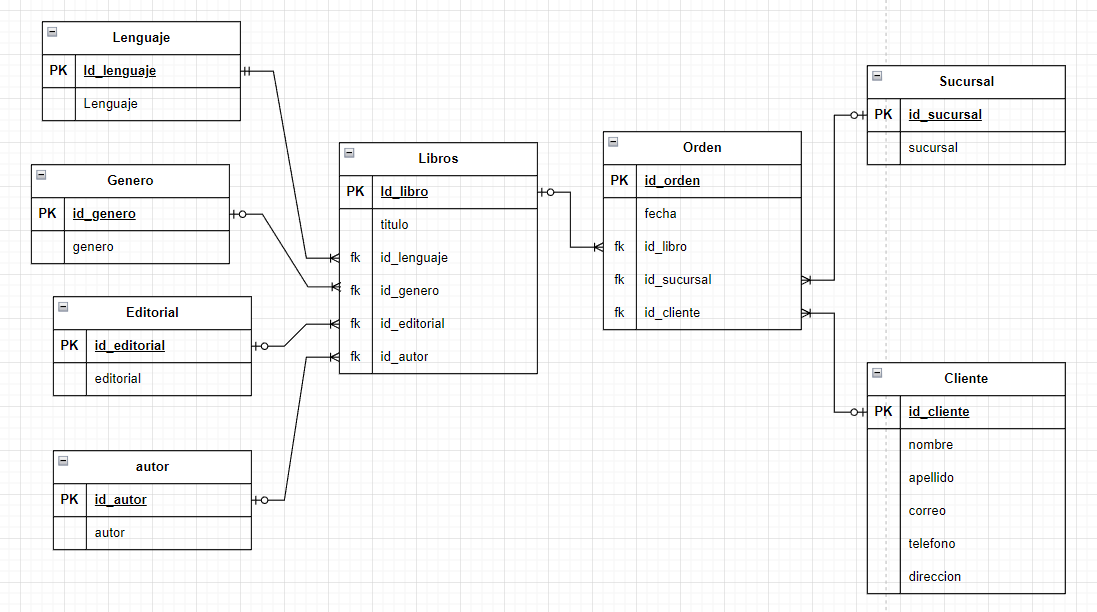 Lenguaje
PK Id_lenguaje
Lenguaje
Genero
PK id_genero
genero
Editorial
PK id_editorial
editorial
autor
PK id_autor
autor
Libros
PK Id_libro
titulo
fk id_lenguaje
fk id_genero
fk id_editorial
fk id_autor
Orden
PK id_orden
fecha
fk id_libro
fk id_sucursal
fk id_cliente
Sucursal
PK id_sucursal
sucursal
Cliente
PK id_cliente
nombre
apellido
correo
telefono
direccion